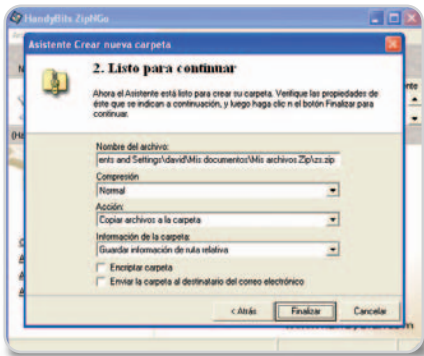 HandyBits ZipNGo
Asistente Crear nueva carpeta
2. Listo para continuar
Ahora el Asistente está listo para crear su carpeta. Verifique las propiedades de
éste que se indican a continuación, y luego haga clic n el botón Finalizar para
continuar.
Nombre del archivo:
ents and Settings\david\Mis documentos\Mis archivos Zip\zs.zip
Compresión
Normal
Acción:
Copiar archivos a la carpeta
Información de la carpeta:
Guardar información de ruta relativa
Encriptar carpeta
Enviar la carpeta al destinatario del correo electrónico
< Atrás
Finalizar
Cancelar